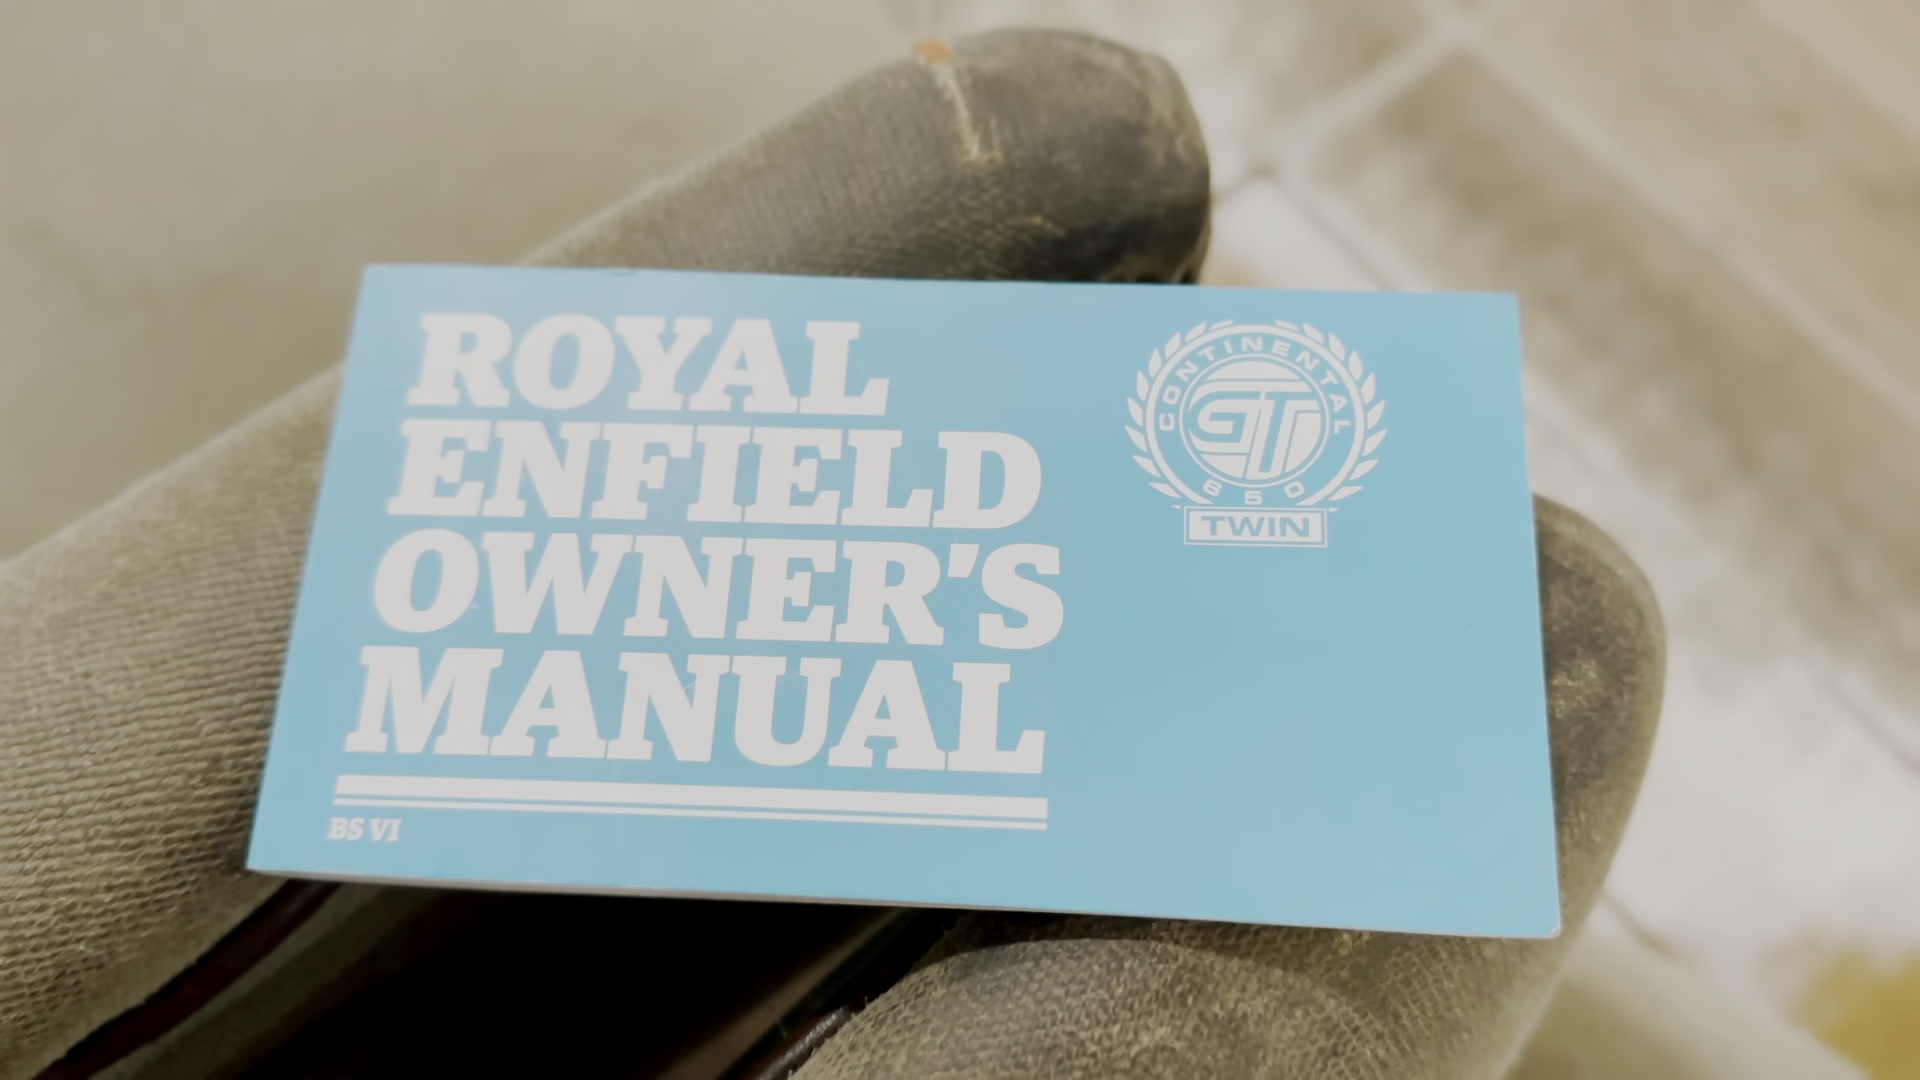 ROYAL
ENFIELD
OWNER'S
MANUAL
BS VI
CONTINENTAL
GT
650
TWIN